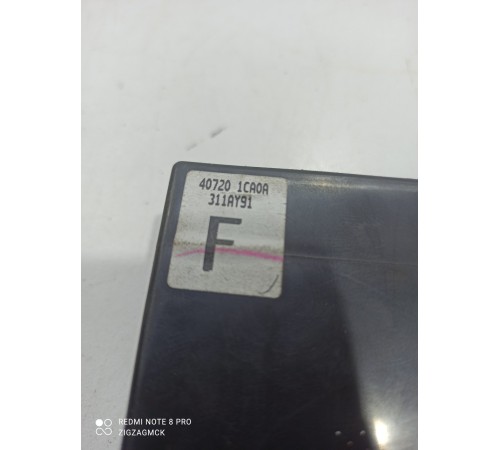 40720 1CA0A
311AY91
F
REDMI NOTE 8 PRO
ZIGZAGMCK